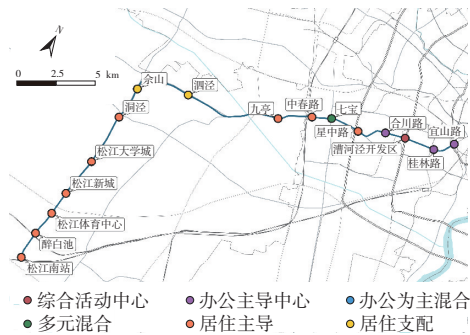 0 2.5 5 km
佘山
泗泾
洞泾
九亭
中春路
七宝
星中路
合川路
宜山路
漕河泾开发区
桂林路
松江大学城
松江新城
松江体育中心
醉白池
松江南站
综合活动中心 办公主导中心 办公为主混合
多元混合 居住主导 居住支配